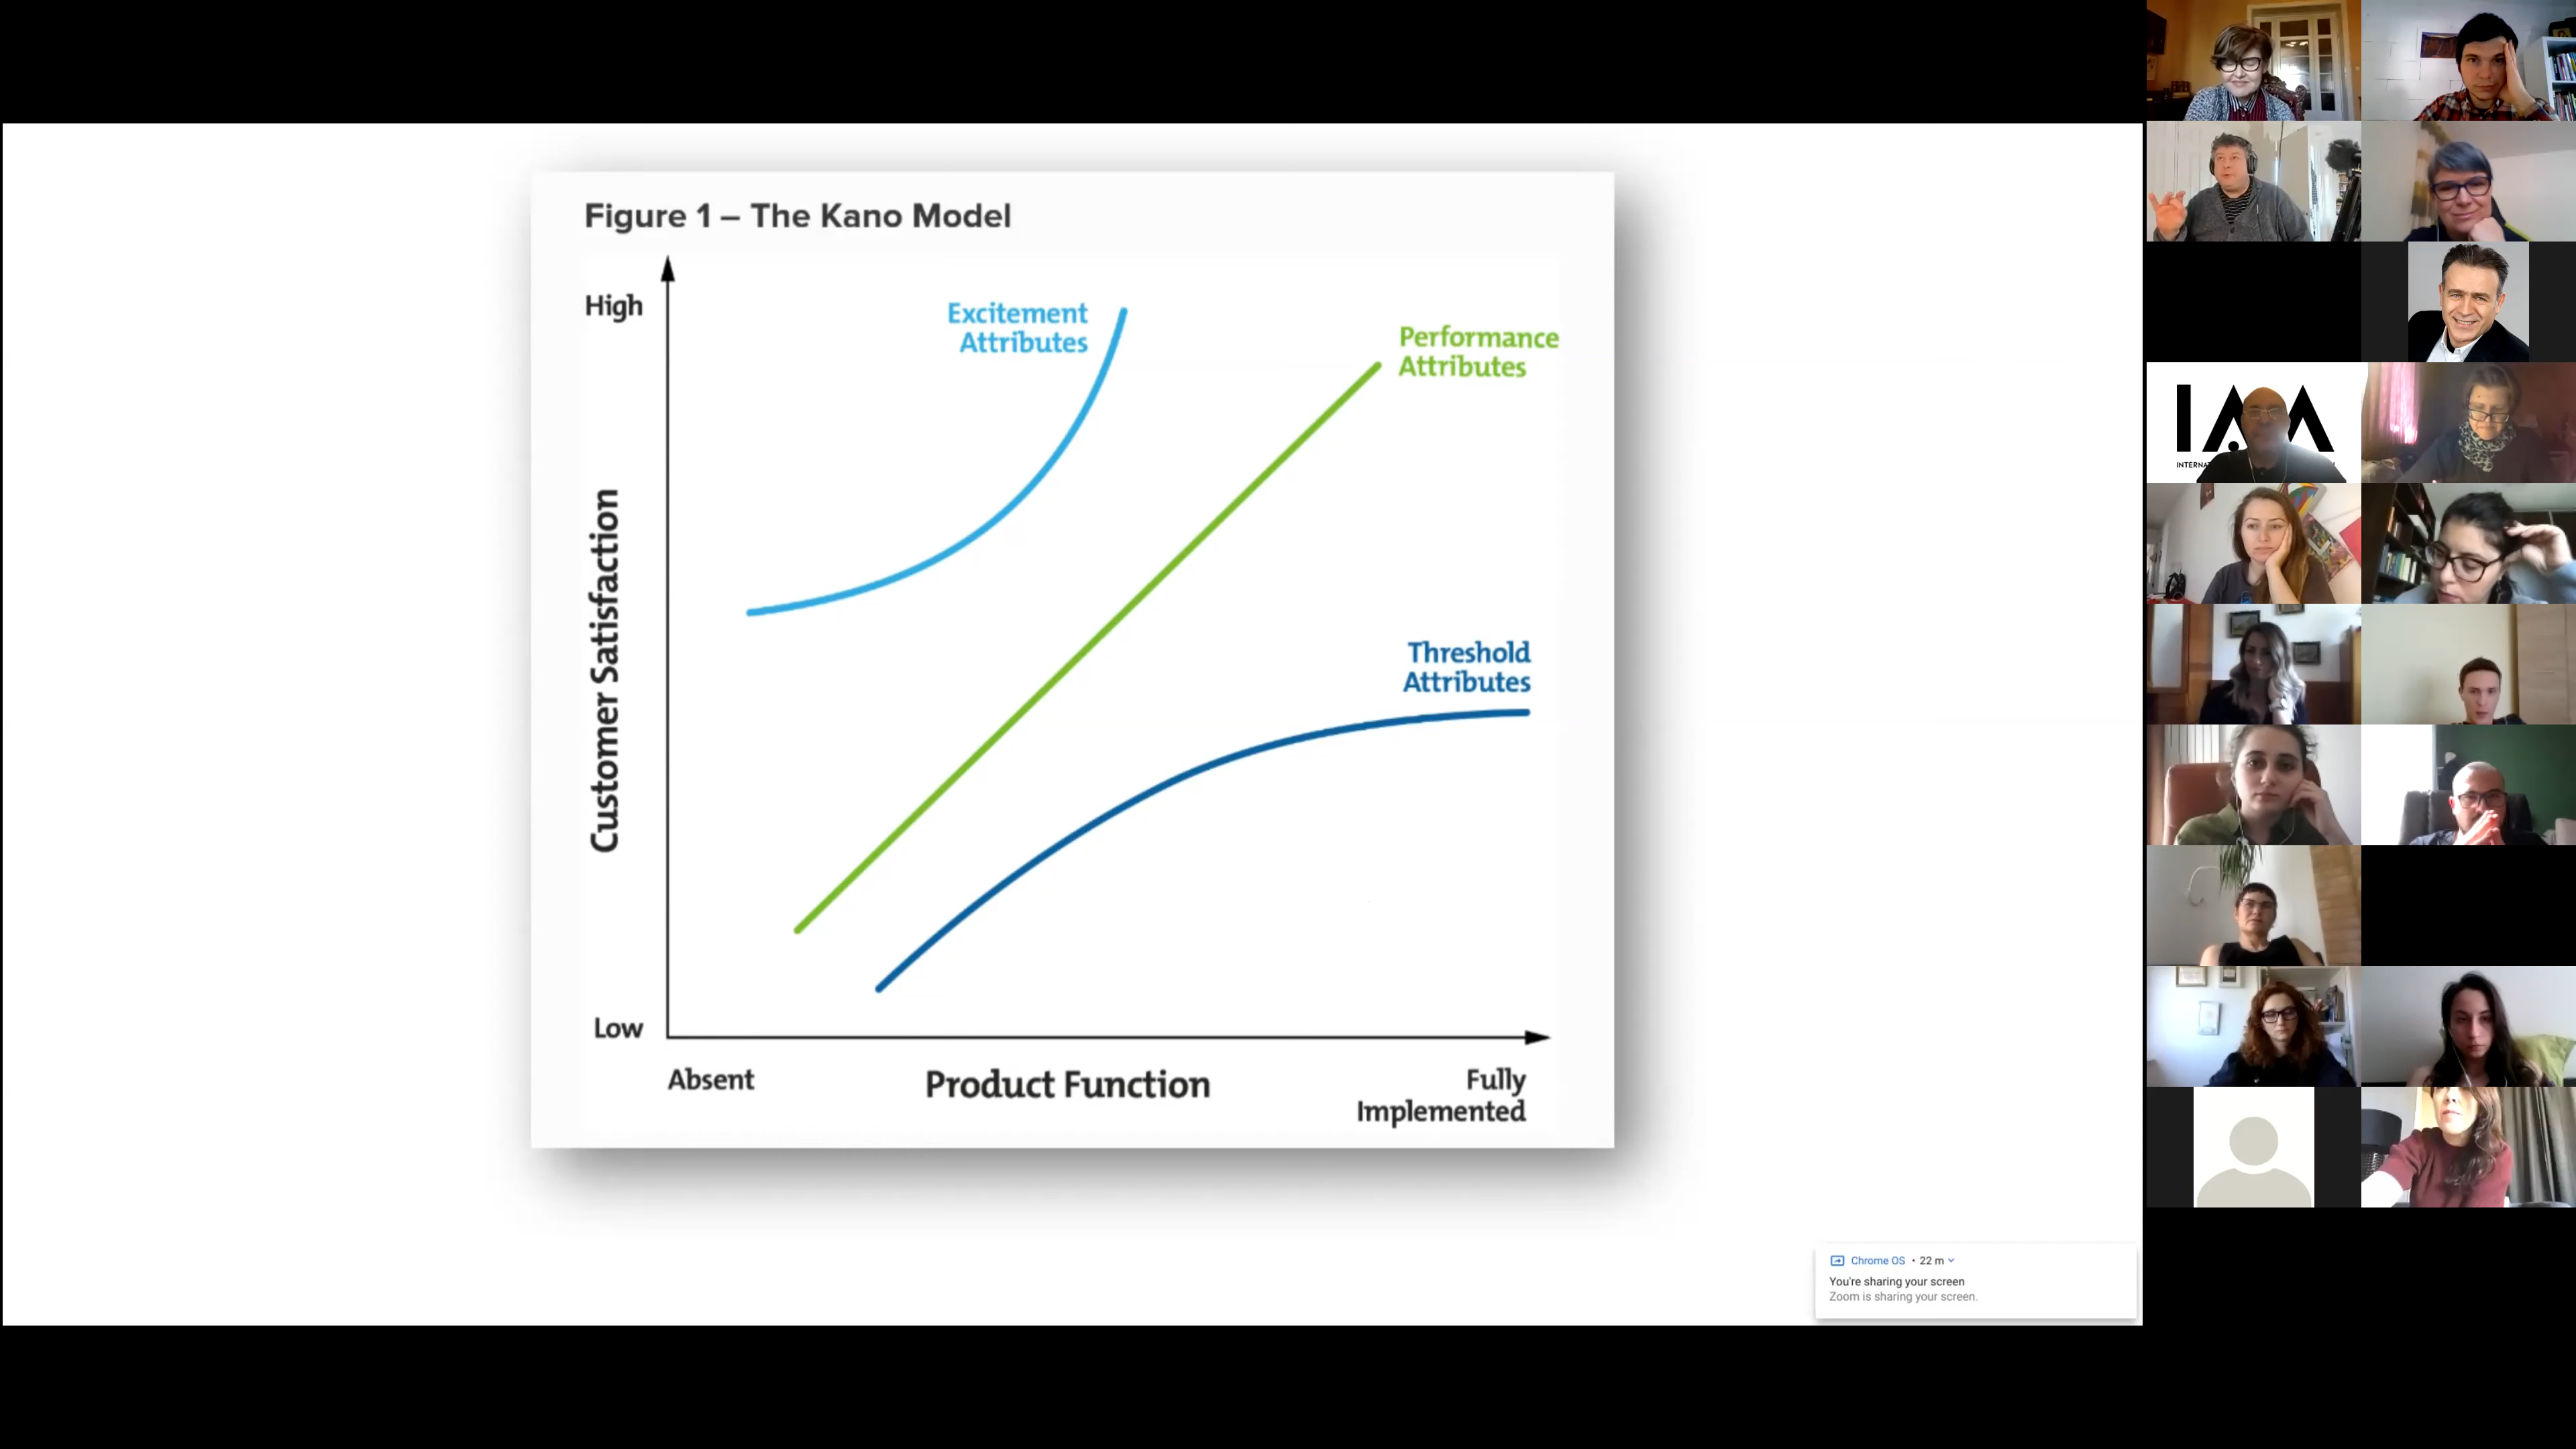 Figure 1 – The Kano Model
High
Excitement
Attributes
Performance
Attributes
Customer Satisfaction
Threshold
Attributes
Low
Absent
Product Function
Fully
Implemented
Chrome OS • 22 m
You're sharing your screen
Zoom is sharing your screen.